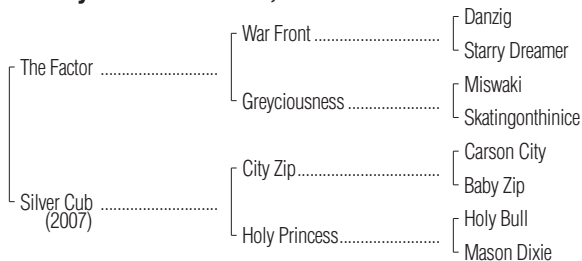 Danzig
War Front
Starry Dreamer
The Factor
Miswaki
Greyciousness
Skatingonthinice
Carson City
City Zip
Baby Zip
Silver Cub
(2007)
Holy Bull
Holy Princess
Mason Dixie